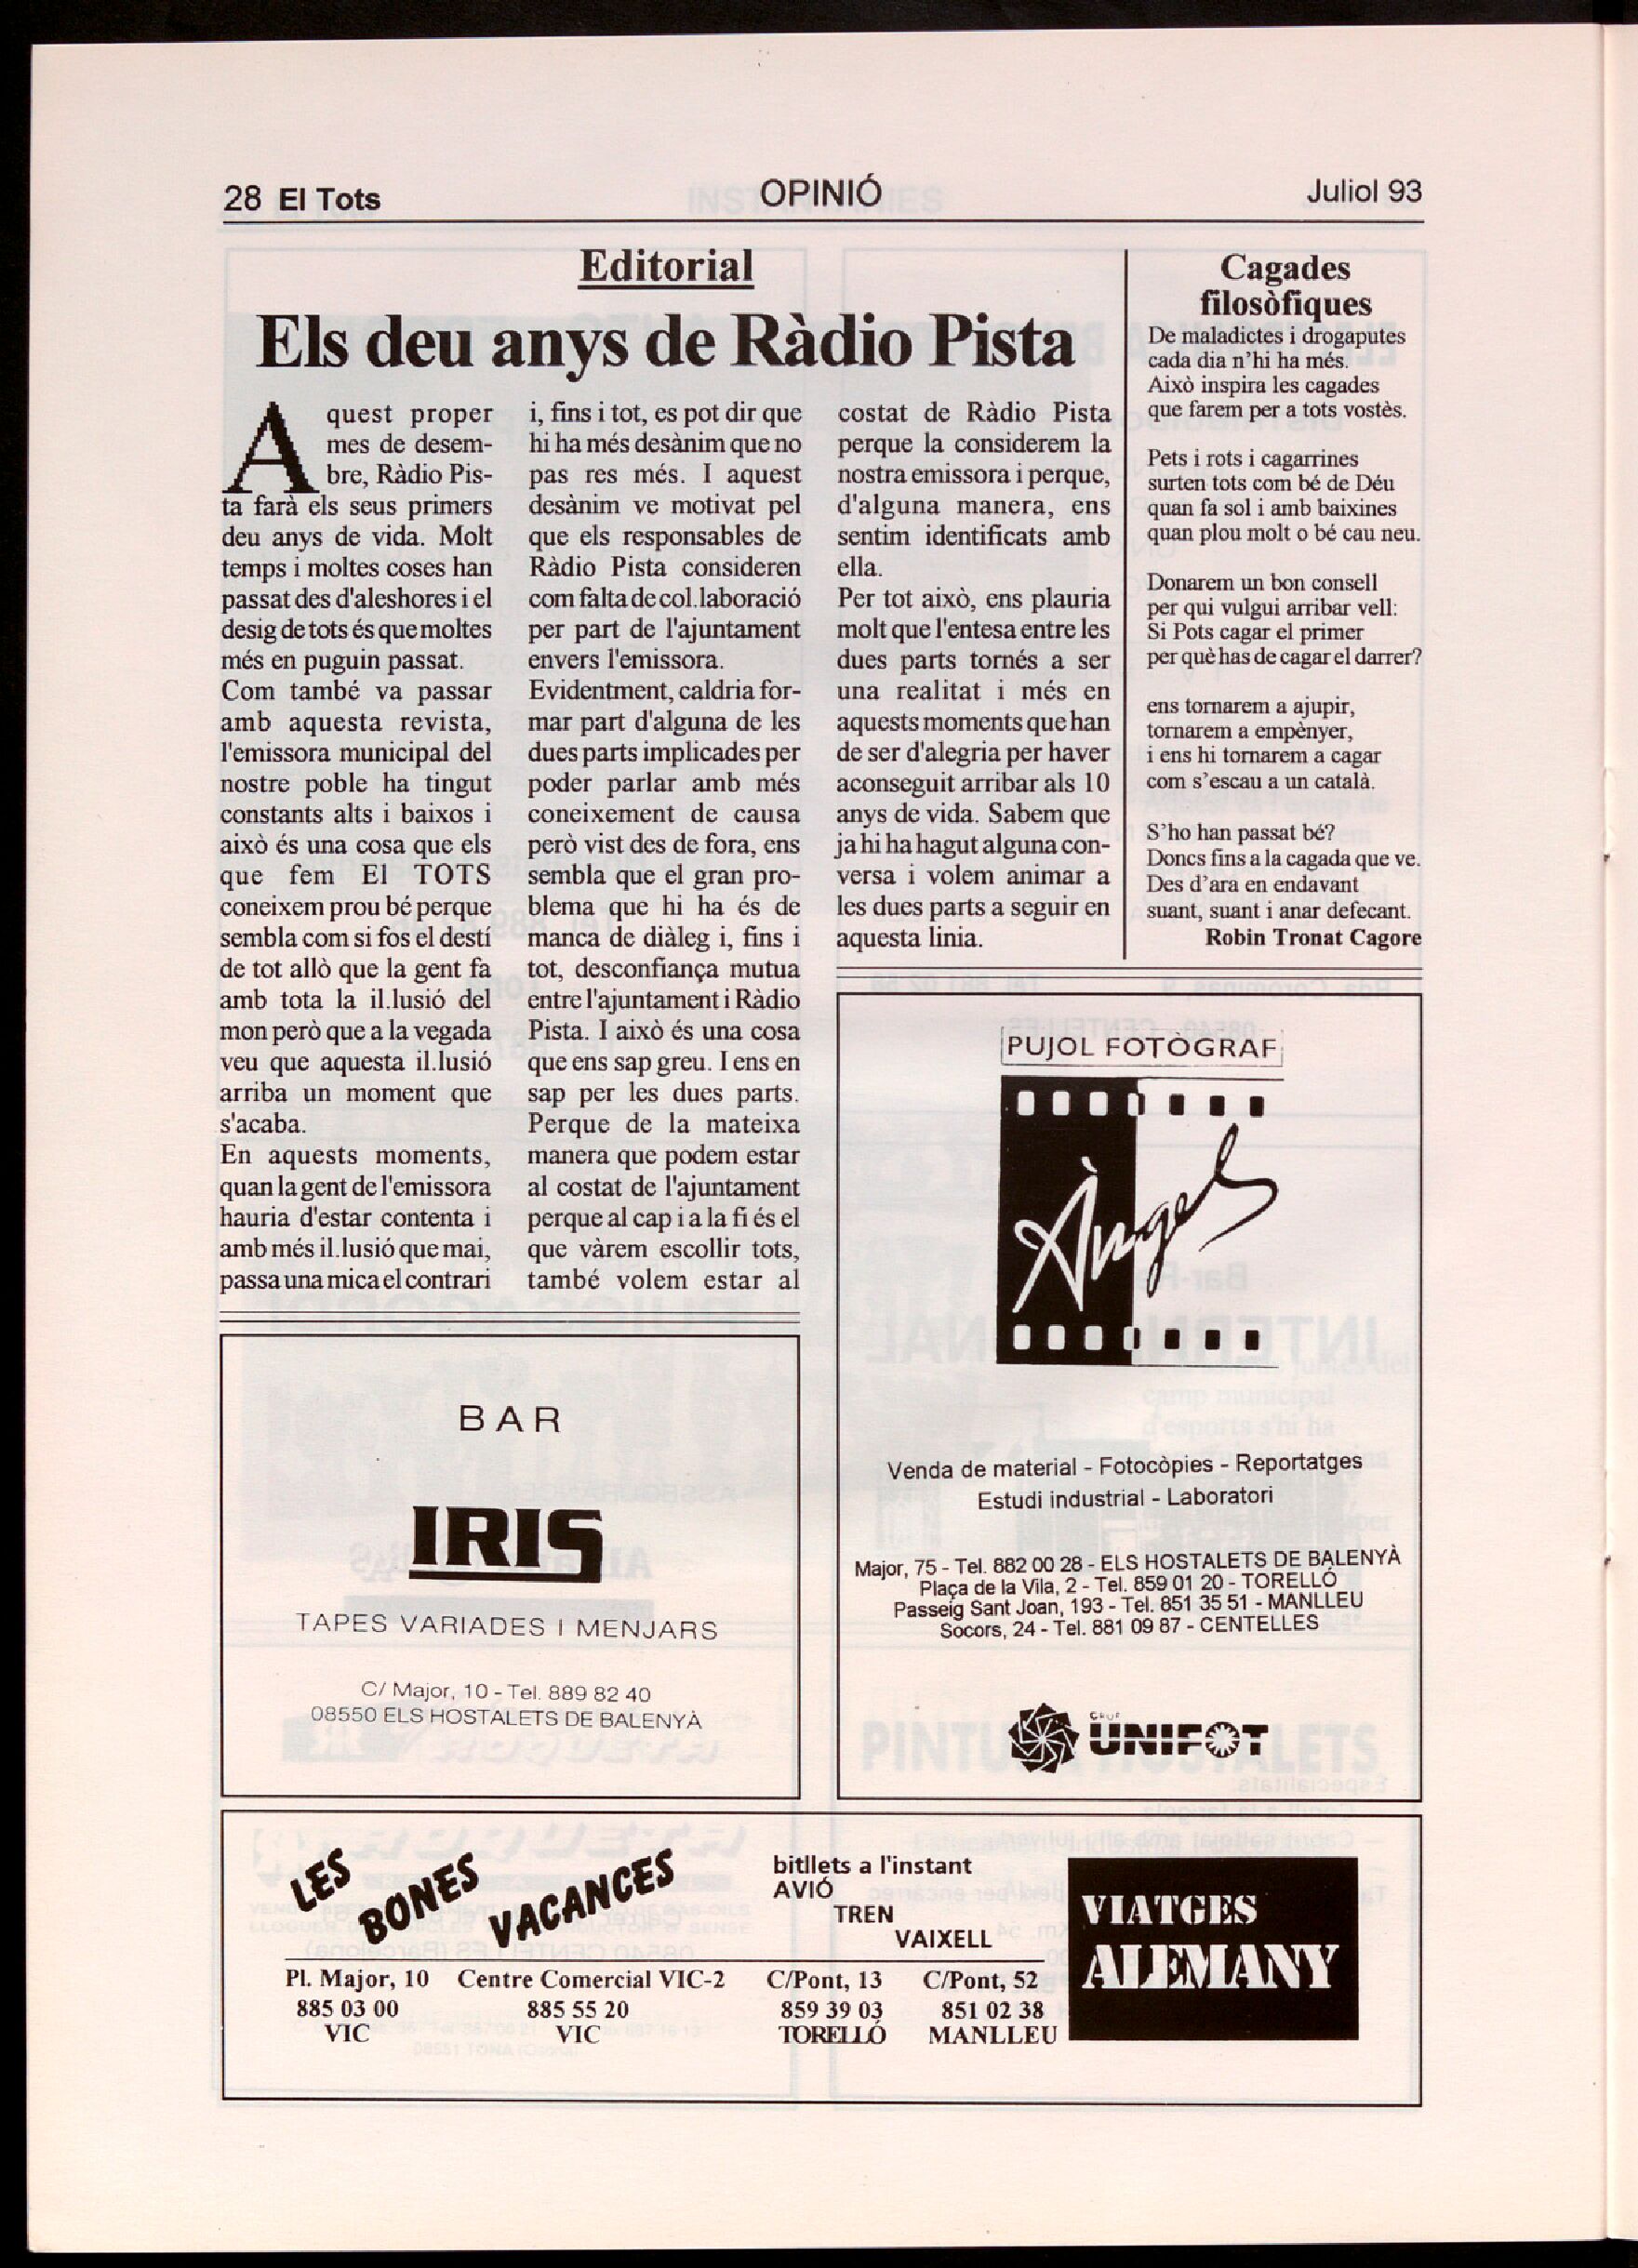 28 El Tots
OPINIÓ
Juliol 93
Editorial
Els deu anys de Ràdio Pista
Aquest proper
mes de desem-
bre, Ràdio Pis-
ta farà els seus primers
deu anys de vida. Molt
temps i moltes coses han
passat des d'aleshores i el
desig de tots és que moltes
més en puguin passat.
Com també va passar
amb aquesta revista,
l'emissora municipal del
nostre poble ha tingut
constants alts i baixos i
això és una cosa que els
que fem El TOTS
coneixem prou bé perque
sembla com si fos el destí
de tot allò que la gent fa
amb tota la il.lusió del
mon però que a la vegada
veu que aquesta il.lusió
arriba un moment que
s'acaba.
En aquests moments,
quan la gent de l'emissora
hauria d'estar contenta i
amb més il.lusió que mai,
passa una mica el contrari
i, fins i tot, es pot dir que
hi ha més desànim que no
pas res més. I aquest
desànim ve motivat pel
que els responsables de
Ràdio Pista consideren
com falta de col.laboració
per part de l'ajuntament
envers l'emissora.
Evidentment, caldria for-
mar part d'alguna de les
dues parts implicades per
poder parlar amb més
coneixement de causa
però vist des de fora, ens
sembla que el gran pro-
blema que hi ha és de
manca de diàleg i, fins i
tot, desconfiança mutua
entre l'ajuntament i Ràdio
Pista. I això és una cosa
que ens sap greu. I ens en
sap per les dues parts.
Perque de la mateixa
manera que podem estar
al costat de l'ajuntament
perque al cap i a la fi és el
que vàrem escollir tots,
també volem estar al
costat de Ràdio Pista
perque la considerem la
nostra emissora i perque,
d'alguna manera, ens
sentim identificats amb
ella.
Per tot això, ens plauria
molt que l'entesa entre les
dues parts tornés a ser
una realitat i més en
aquests moments que han
de ser d'alegria per haver
aconseguit arribar als 10
anys de vida. Sabem que
ja hi ha hagut alguna con-
versa i volem animar a
les dues parts a seguir en
aquesta linia.
Cagades
filosòfiques
De maladictes i drogaputes
cada dia n'hi ha més.
Això inspira les cagades
que farem per a tots vostès.
Pets i rots i cagarrines
surten tots com bé de Déu
quan fa sol i amb baixines
quan plou molt o bé cau neu.
Donarem un bon consell
per qui vulgui arribar vell:
Si Pots cagar el primer
per què has de cagar el darrer?
ens tornarem a ajupir,
tornarem a empènyer,
i ens hi tornarem a cagar
com s'escau a un català.
S'ho han passat bé?
Doncs fins a la cagada que ve.
Des d'ara en endavant
suant, suant i anar defecant.
Robin Tronat Cagore
PUJOL FOTÒGRAF
Àngel
Venda de material - Fotocòpies - Reportatges
Estudi industrial - Laboratori
Major, 75 - Tel. 882 00 28 - ELS HOSTALETS DE BALENYÀ
Plaça de la Vila, 2 - Tel. 859 01 20 - TORELLÓ
Passeig Sant Joan, 193 - Tel. 851 35 51 - MANLLEU
Socors, 24 - Tel. 881 09 87 - CENTELLES
GRUP
UNIFOT
BAR
IRIS
TAPES VARIADES I MENJARS
C/ Major, 10 - Tel. 889 82 40
08550 ELS HOSTALETS DE BALENYÀ
LES
BONES
VACANCES
bitllets a l'instant
AVIÓ
TREN
VAIXELL
VIATGES
ALEMANY
Pl. Major, 10 Centre Comercial VIC-2 C/Pont, 13 C/Pont, 52
885 03 00 885 55 20 859 39 03 851 02 38
VIC VIC TORELLÓ MANLLEU